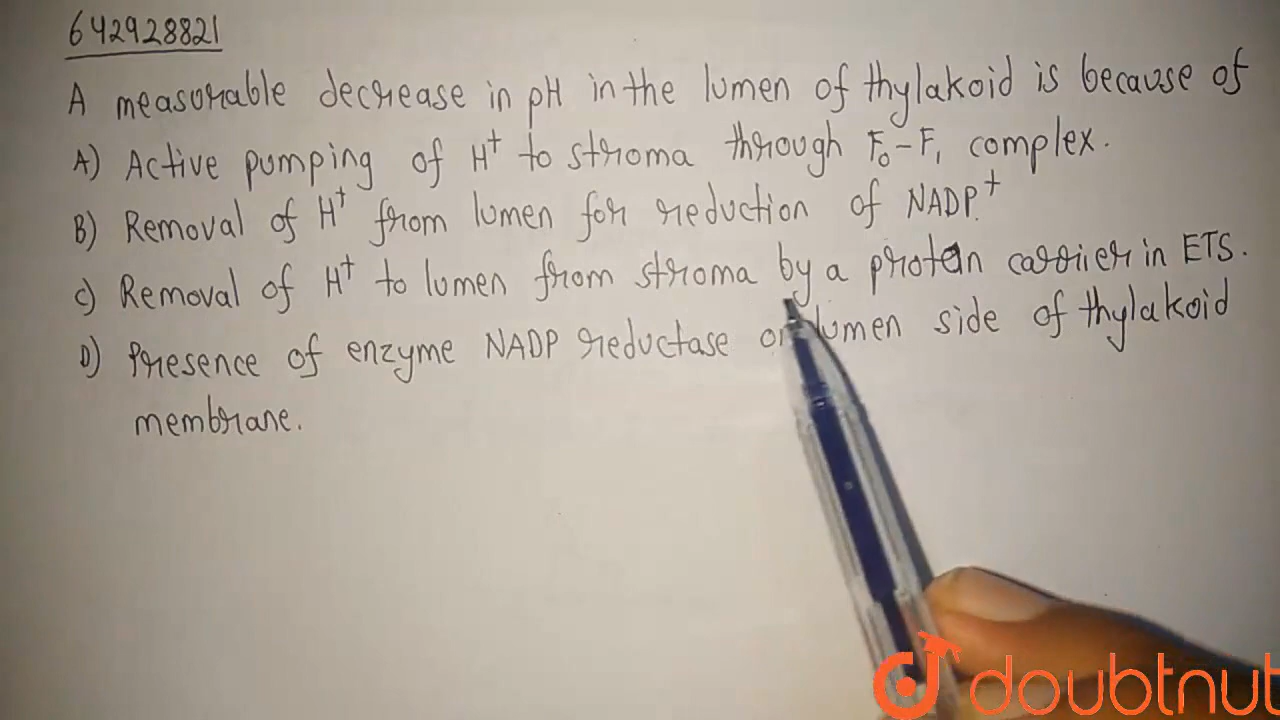 642928821
A measurable decrease in pH in the lumen of thylakoid is because of
A) Active pumping of H+ to stroma through F0-F1 complex.
B) Removal of H+ from lumen for reduction of NADP+.
C) Removal of H+ to lumen from stroma by a protein carrier in ETS.
D) Presence of enzyme NADP reductase on lumen side of thylakoid
membrane.
doubtnut